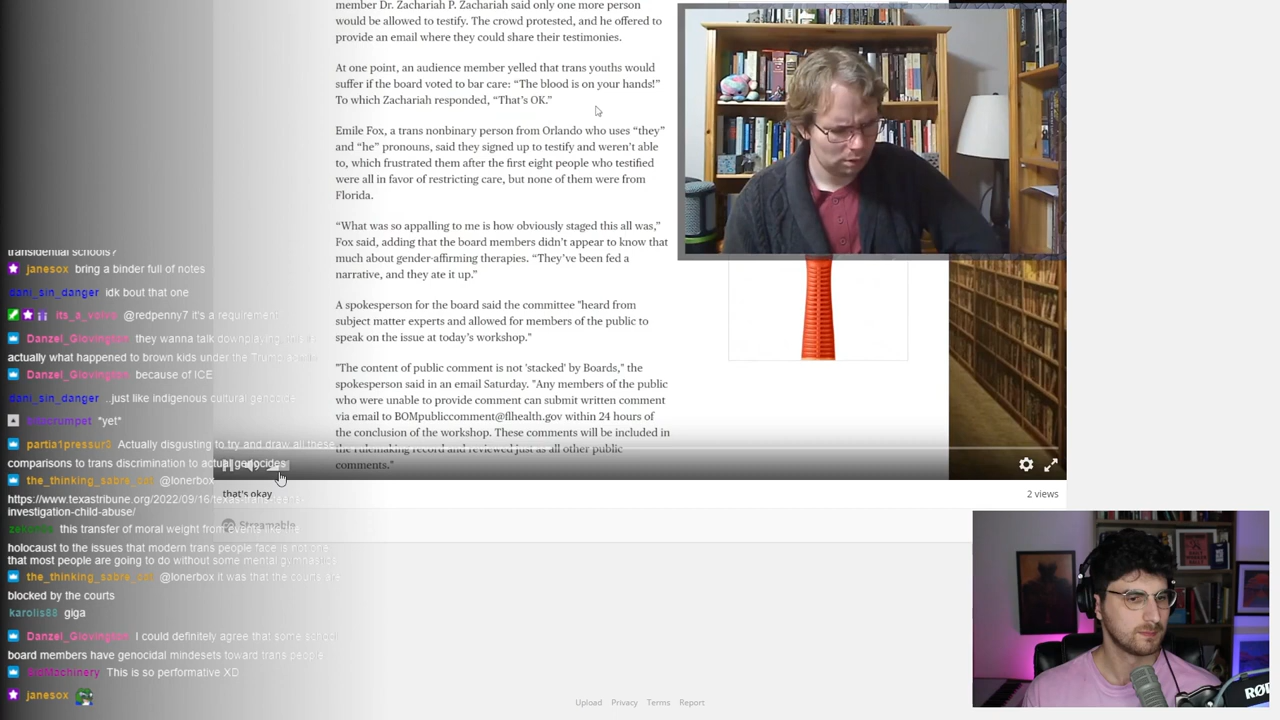 member Dr. Zachariah P. Zachariah said only one more person
would be allowed to testify. The crowd protested, and he offered to
provide an email where they could share their testimonies.
At one point, an audience member yelled that trans youths would
suffer if the board voted to bar care: “The blood is on your hands!”
To which Zachariah responded, “That’s OK.”
Emile Fox, a trans nonbinary person from Orlando who uses “they”
and “he” pronouns, said they signed up to testify and weren’t able
to, which frustrated them after the first eight people who testified
were all in favor of restricting care, but none of them were from
Florida.
“What was so appalling to me is how obviously staged this all was,”
Fox said, adding that the board members didn’t appear to know that
much about gender-affirming therapies. “They’ve been fed a
narrative, and they ate it up.”
A spokesperson for the board said the committee "heard from
subject matter experts and allowed for members of the public to
speak on the issue at today’s workshop."
"The content of public comment is not 'stacked' by Boards," the
spokesperson said in an email Saturday. "Any members of the public
who were unable to provide comment can submit written comment
via email to BOMpubliccomment@flhealth.gov within 24 hours of
the conclusion of the workshop. These comments will be included in
the rulemaking record and reviewed just as all other public
comments."
that's okay
2 views
Streamable
Upload Privacy Terms Report
schools?
janesox bring a binder full of notes
dani_sin_danger idk bout that one
@redpenny7 it's a requirement
Danzel_Glovington they wanna talk downplaying
actually what happened to brown kids under the Trump
Danzel_Glovington because of ICE
dani_sin_danger ..just like indigenous cultural genocide
*yet*
partia1pressur3 Actually disgusting to try and draw all these
comparisons to trans discrimination to actual genocides
the_thinking_sabre_cat @lonerbox
https://www.texastribune.org/2022/09/16/texas-trans-teens-
investigation-child-abuse/
this transfer of moral weight from events like the
holocaust to the issues that modern trans people face is not one
that most people are going to do without some mental gymnastics
the_thinking_sabre_cat @lonerbox it was that the courts are
blocked by the courts
karolis88 giga
Danzel_Glovington I could definitely agree that some school
board members have genocidal mindesets toward trans people
This is so performative XD
janesox
RØD